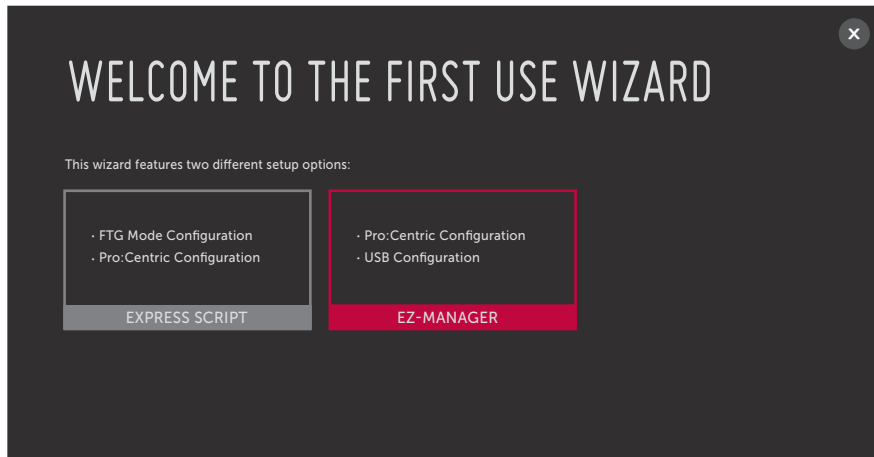 X
WELCOME TO THE FIRST USE WIZARD
This wizard features two different setup options:
· FTG Mode Configuration
· Pro:Centric Configuration
EXPRESS SCRIPT
· Pro:Centric Configuration
· USB Configuration
EZ-MANAGER